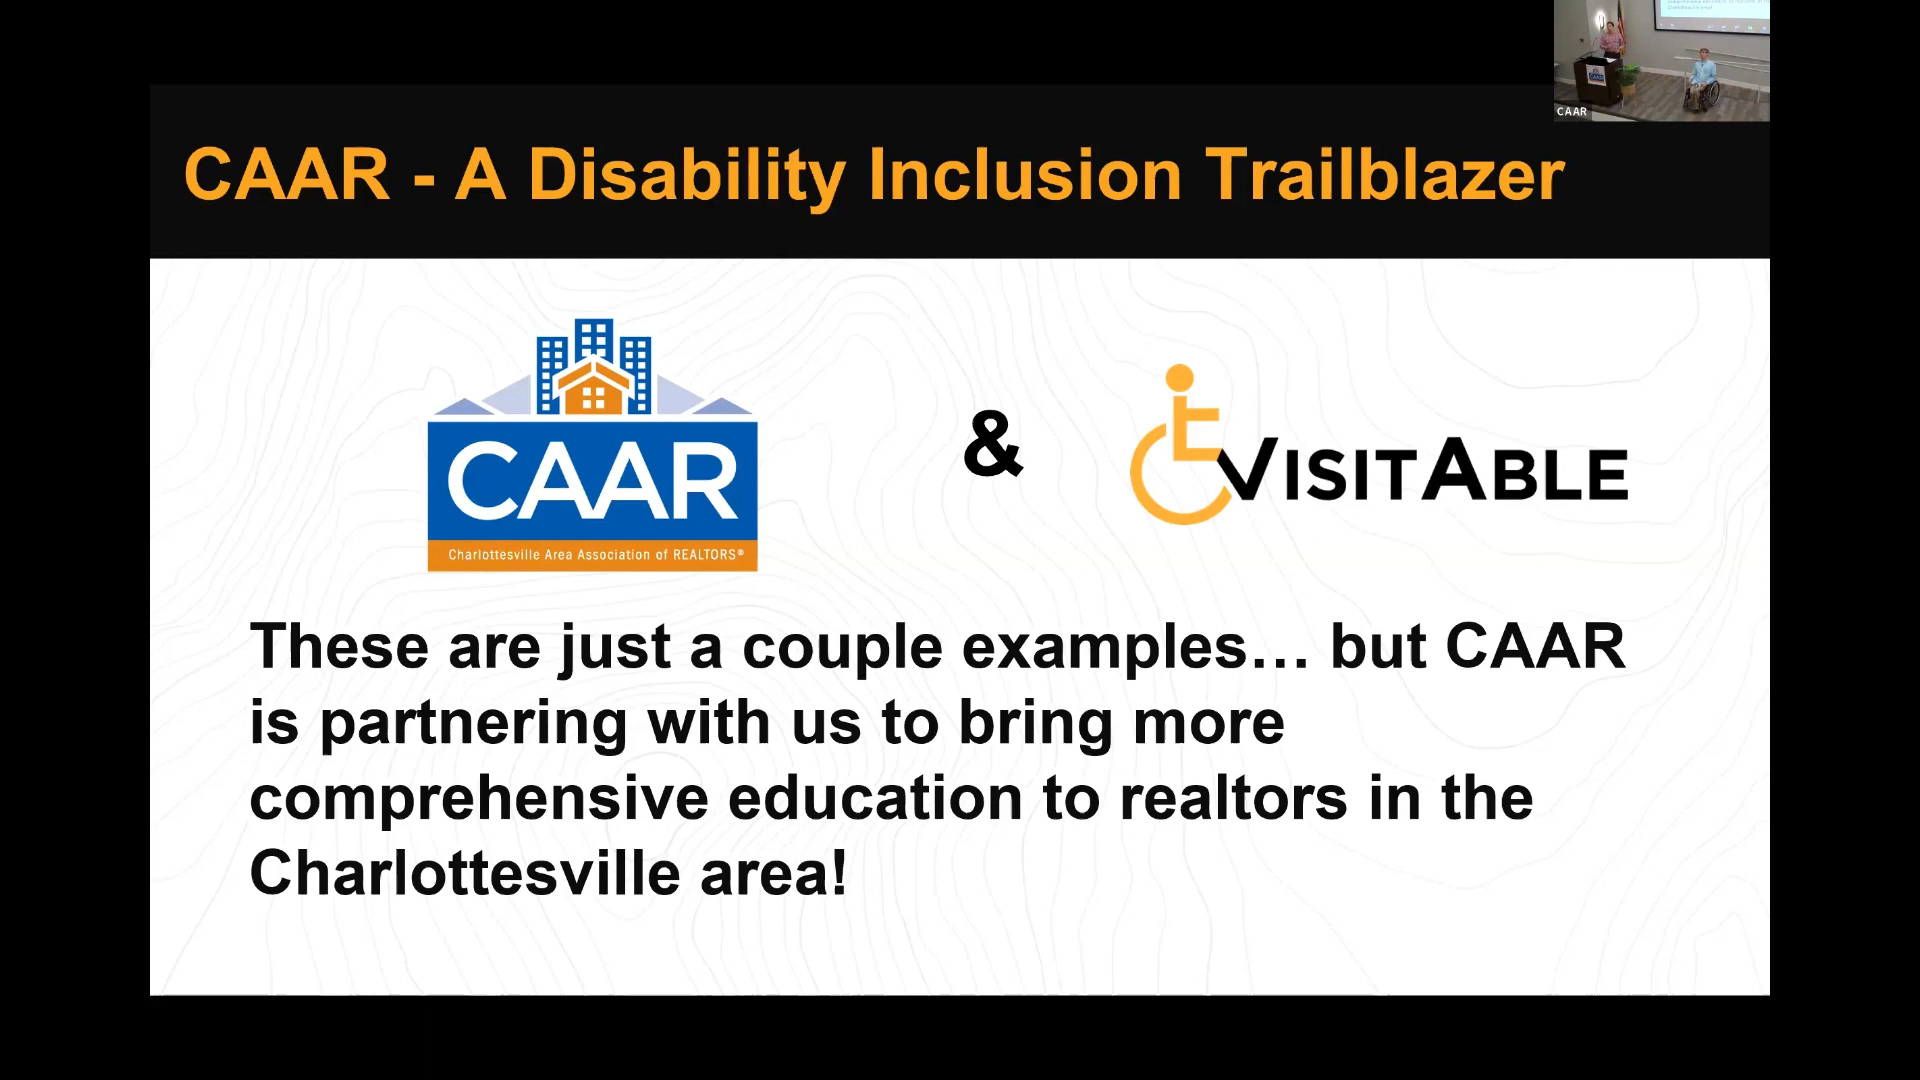 CAAR
CAAR - A Disability Inclusion Trailblazer
CAAR
Charlottesville Area Association of REALTORS®
&
VISITABLE
These are just a couple examples… but CAAR
is partnering with us to bring more
comprehensive education to realtors in the
Charlottesville area!